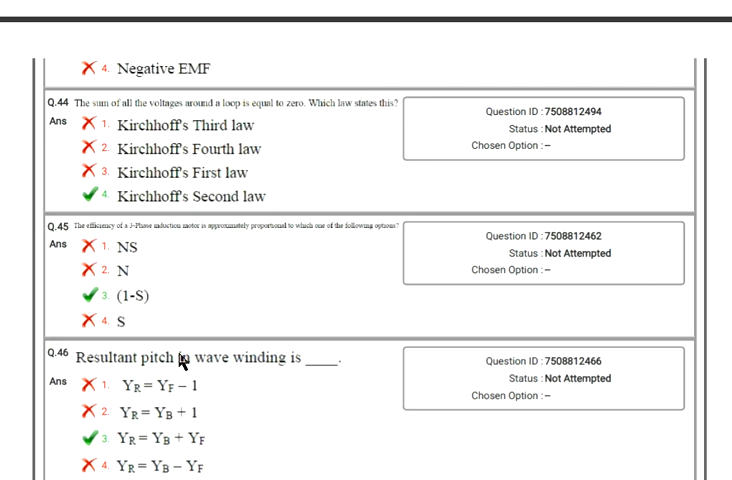 4. Negative EMF
Q.44 The sum of all the voltages around a loop is equal to zero. Which law states this?
Ans 1. Kirchhoff's Third law
2. Kirchhoff's Fourth law
3. Kirchhoff's First law
4. Kirchhoff's Second law
Question ID : 7508812494
Status : Not Attempted
Chosen Option : --
Q.45 The efficiency of a 3-Phase induction motor is approximately proportional to which one of the following options?
Ans 1. NS
2. N
3. (1-S)
4. S
Question ID : 7508812462
Status : Not Attempted
Chosen Option : --
Q.46 Resultant pitch in wave winding is ____.
Ans 1. YR = YF – 1
2. YR = YB + 1
3. YR = YB + YF
4. YR = YB – YF
Question ID : 7508812466
Status : Not Attempted
Chosen Option : --